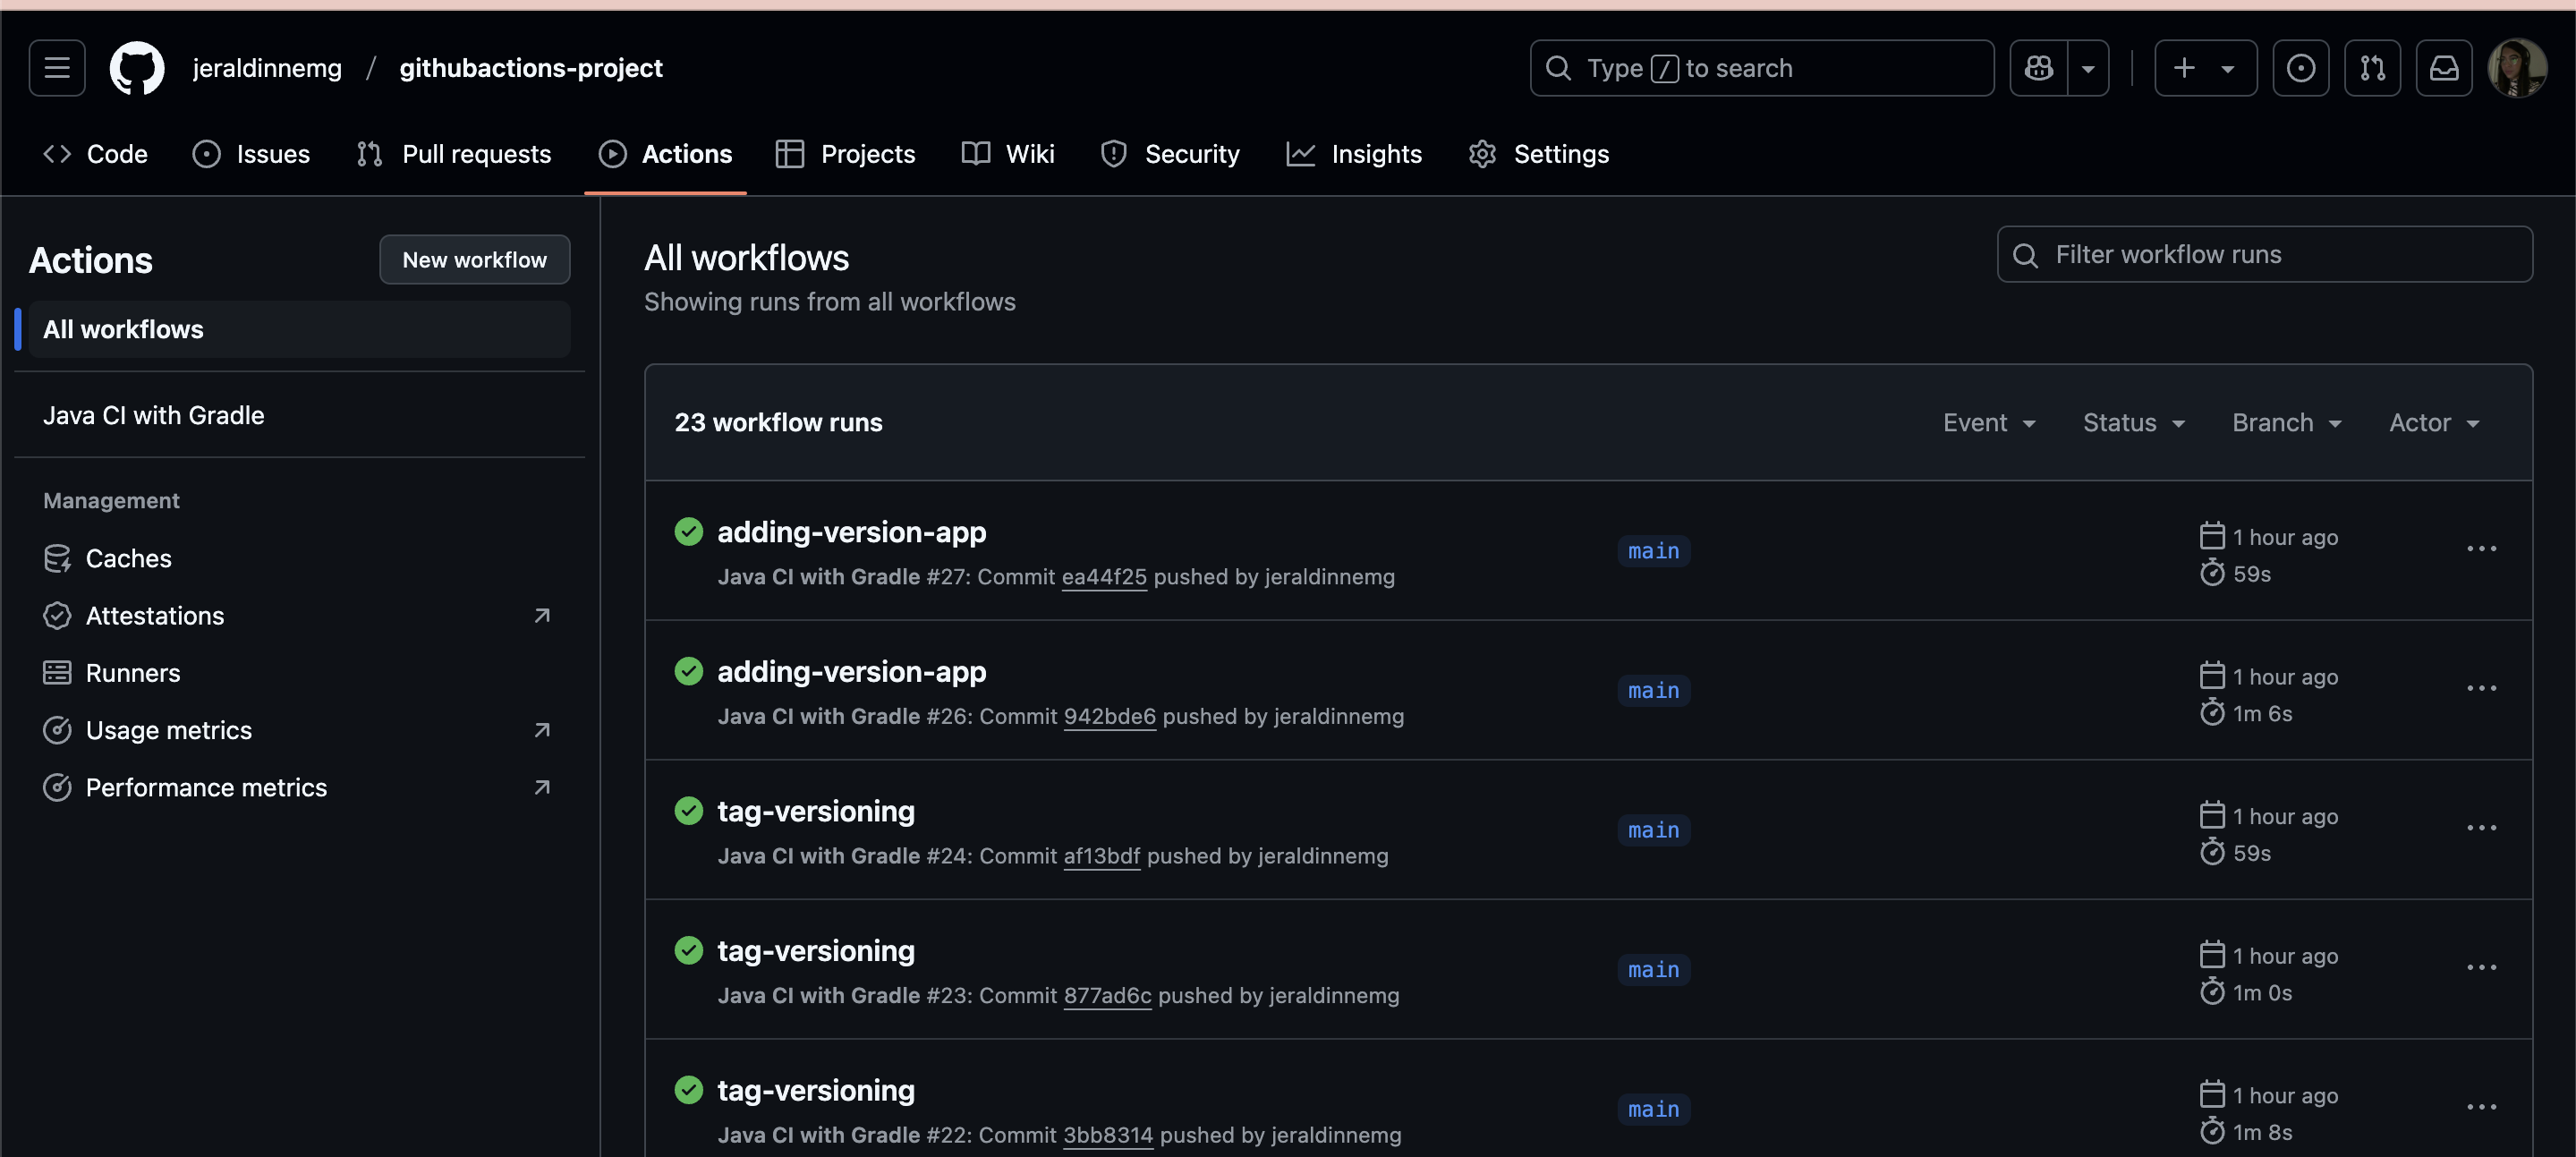 jeraldinnemg / githubactions-project
Type / to search
Code Issues Pull requests Actions Projects Wiki Security Insights Settings
Actions
New workflow
All workflows
Java CI with Gradle
Management
Caches
Attestations
Runners
Usage metrics
Performance metrics
All workflows
Showing runs from all workflows
Filter workflow runs
23 workflow runs
Event Status Branch Actor
adding-version-app
Java CI with Gradle #27: Commit ea44f25 pushed by jeraldinnemg
main
1 hour ago
59s
adding-version-app
Java CI with Gradle #26: Commit 942bde6 pushed by jeraldinnemg
main
1 hour ago
1m 6s
tag-versioning
Java CI with Gradle #24: Commit af13bdf pushed by jeraldinnemg
main
1 hour ago
59s
tag-versioning
Java CI with Gradle #23: Commit 877ad6c pushed by jeraldinnemg
main
1 hour ago
1m 0s
tag-versioning
Java CI with Gradle #22: Commit 3bb8314 pushed by jeraldinnemg
main
1 hour ago
1m 8s